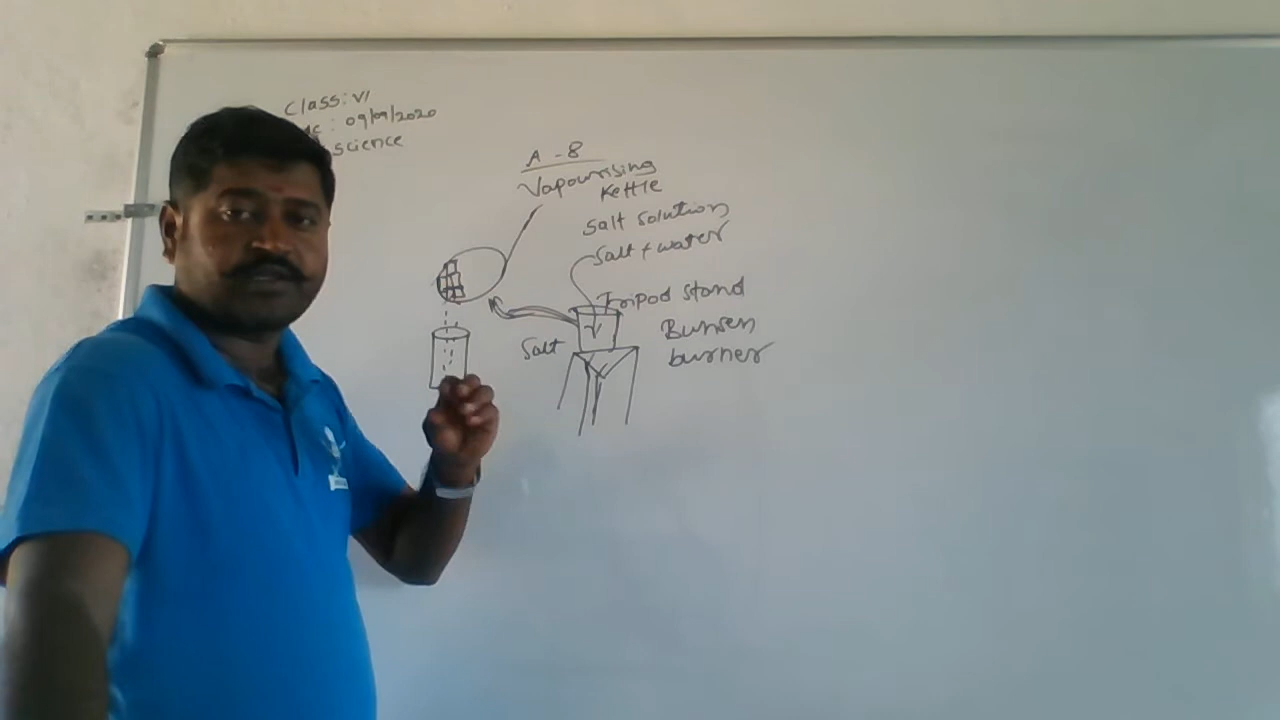 Class: VI
: 09/09/2020
science
A - 8
Vapourising
Kettle
Salt solution
Salt + water
Tripod stand
Bunsen
burner
Salt